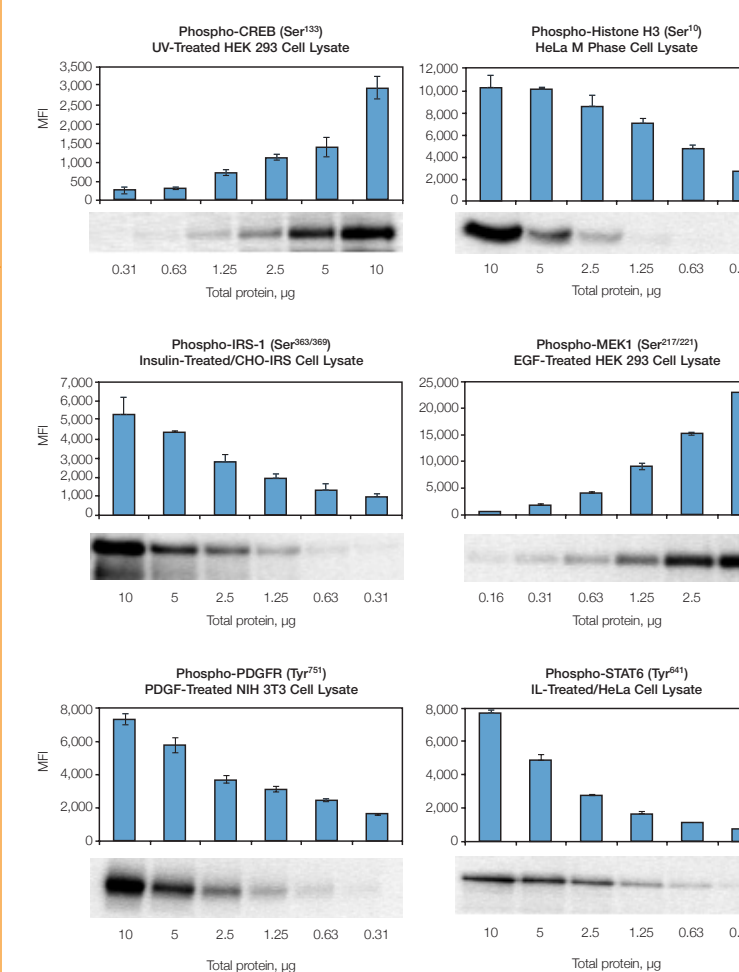 Phospho-CREB (Ser133)
UV-Treated HEK 293 Cell Lysate
MFI
3,500
3,000
2,500
2,000
1,500
1,000
500
0
0.31 0.63 1.25 2.5 5 10
Total protein, µg
Phospho-Histone H3 (Ser10)
HeLa M Phase Cell Lysate
12,000
10,000
8,000
6,000
4,000
2,000
0
10 5 2.5 1.25 0.63
Total protein, µg
Phospho-IRS-1 (Ser363/369)
Insulin-Treated/CHO-IRS Cell Lysate
MFI
7,000
6,000
5,000
4,000
3,000
2,000
1,000
0
10 5 2.5 1.25 0.63 0.31
Total protein, µg
Phospho-MEK1 (Ser217/221)
EGF-Treated HEK 293 Cell Lysate
25,000
20,000
15,000
10,000
5,000
0
0.16 0.31 0.63 1.25 2.5
Total protein, µg
Phospho-PDGFR (Tyr751)
PDGF-Treated NIH 3T3 Cell Lysate
MFI
8,000
6,000
4,000
2,000
0
10 5 2.5 1.25 0.63 0.31
Total protein, µg
Phospho-STAT6 (Tyr641)
IL-Treated/HeLa Cell Lysate
8,000
6,000
4,000
2,000
0
10 5 2.5 1.25 0.63
Total protein, µg